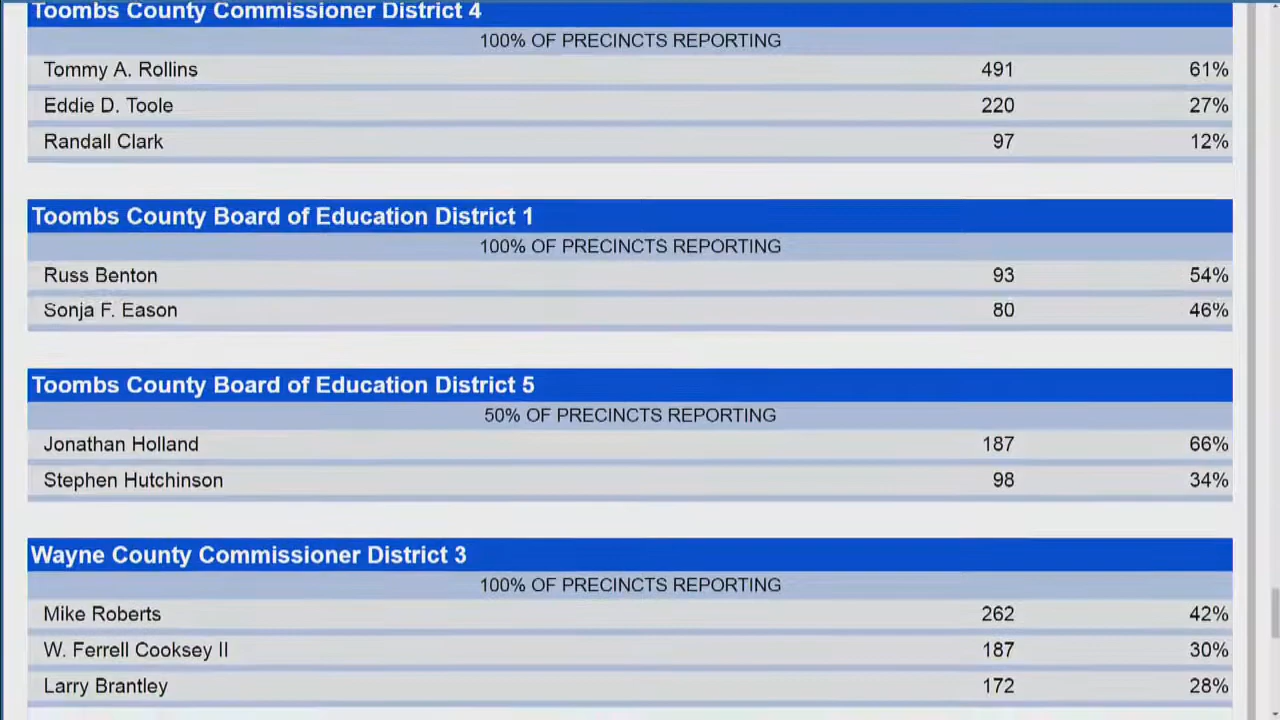 Toombs County Commissioner District 4
100% OF PRECINCTS REPORTING
Tommy A. Rollins 491 61%
Eddie D. Toole 220 27%
Randall Clark 97 12%
Toombs County Board of Education District 1
100% OF PRECINCTS REPORTING
Russ Benton 93 54%
Sonja F. Eason 80 46%
Toombs County Board of Education District 5
50% OF PRECINCTS REPORTING
Jonathan Holland 187 66%
Stephen Hutchinson 98 34%
Wayne County Commissioner District 3
100% OF PRECINCTS REPORTING
Mike Roberts 262 42%
W. Ferrell Cooksey II 187 30%
Larry Brantley 172 28%